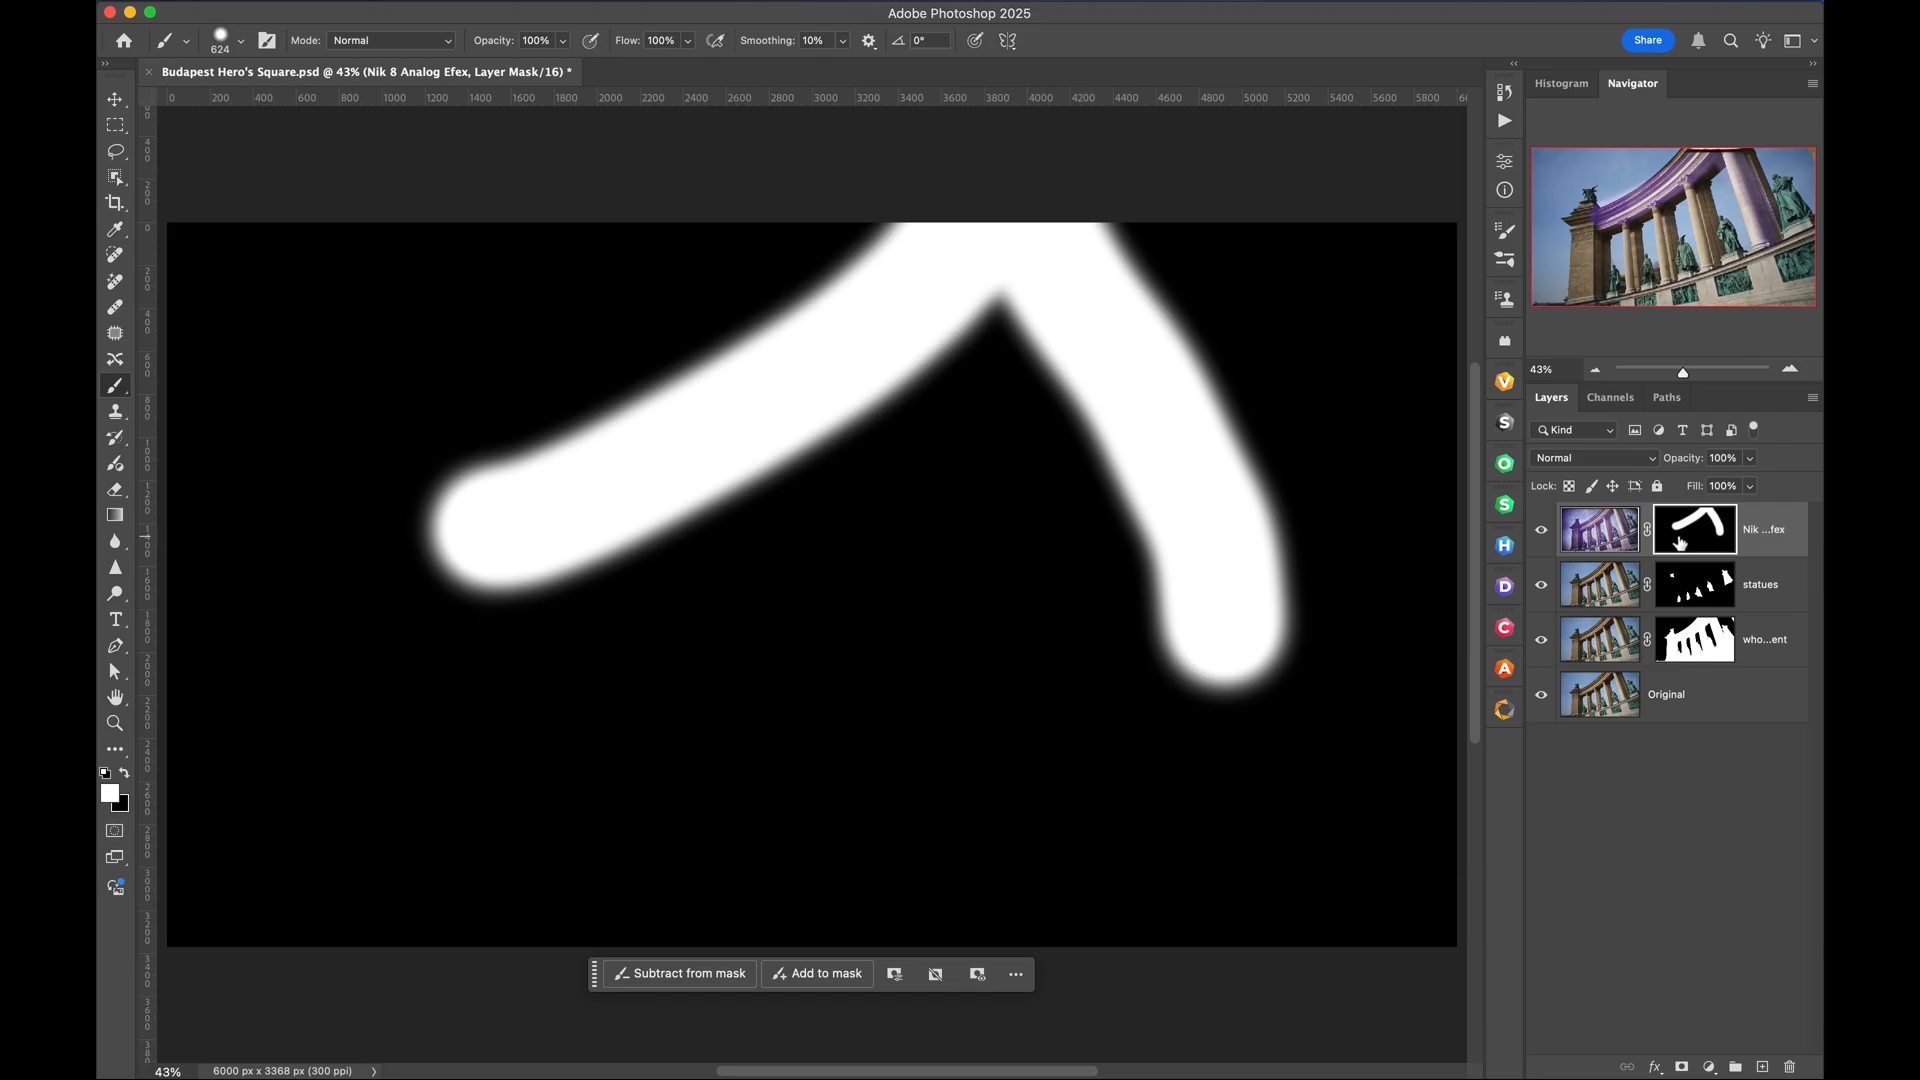 Adobe Photoshop 2025
624
Mode: Normal
Opacity: 100%
Flow: 100%
Smoothing: 10%
0°
Share
Budapest Hero's Square.psd @ 43% (Nik 8 Analog Efex, Layer Mask/16) *
0 200 400 600 800 1000 1200 1400 1600 1800 2000 2200 2400 2600 2800 3000 3200 3400 3600 3800 4000 4200 4400 4600 4800 5000 5200 5400 5600 5800
Histogram Navigator
43%
Layers Channels Paths
Kind
Normal Opacity: 100%
Lock: Fill: 100%
Nik ...fex
statues
who...ent
Original
Subtract from mask Add to mask
43% 6000 px x 3368 px (300 ppi)